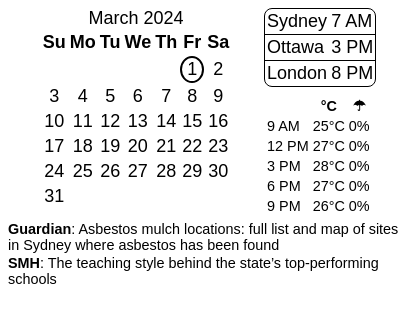 March 2024
Su Mo Tu We Th Fr Sa
1 2
3 4 5 6 7 8 9
10 11 12 13 14 15 16
17 18 19 20 21 22 23
24 25 26 27 28 29 30
31
Sydney 7 AM
Ottawa 3 PM
London 8 PM
°C ☂
9 AM 25°C 0%
12 PM 27°C 0%
3 PM 28°C 0%
6 PM 27°C 0%
9 PM 26°C 0%
Guardian: Asbestos mulch locations: full list and map of sites
in Sydney where asbestos has been found
SMH: The teaching style behind the state’s top-performing
schools